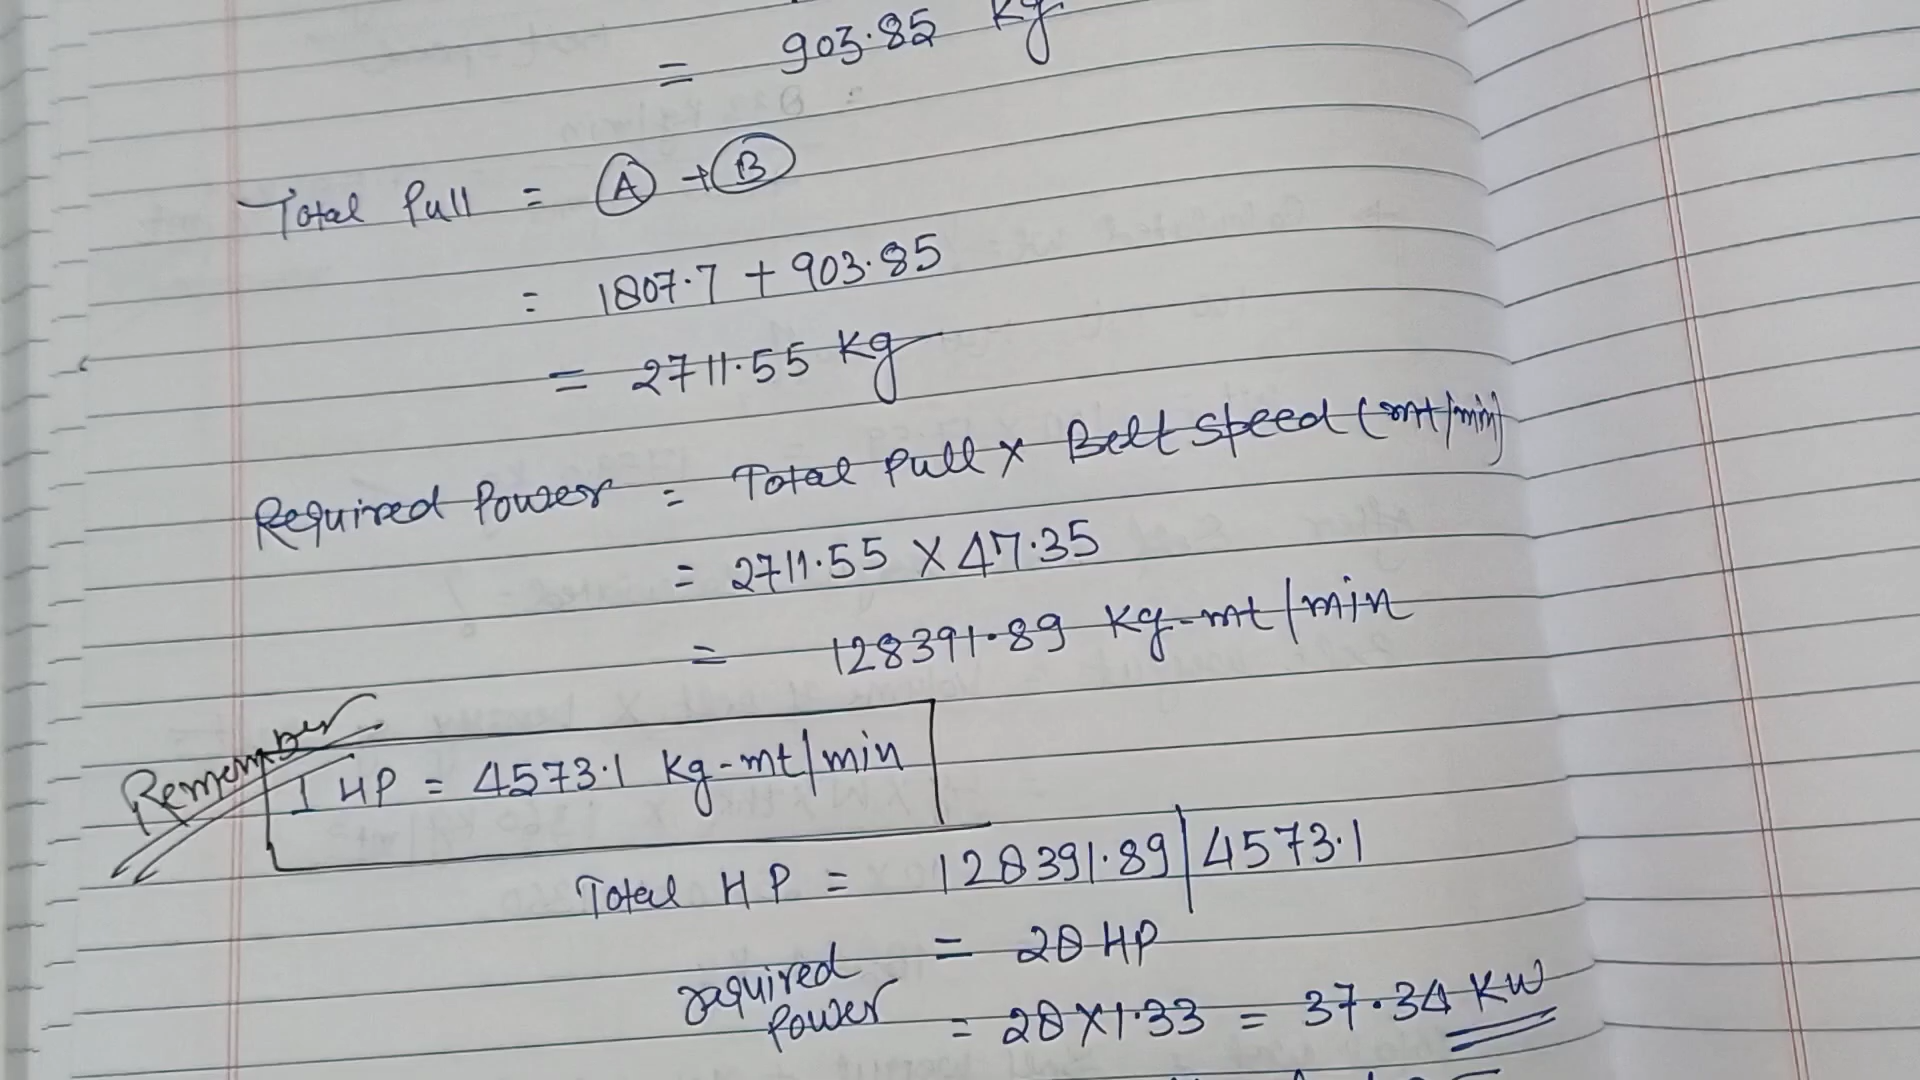 = 903.85 Kg
Total Pull = A + B
= 1807.7 + 903.85
= 2711.55 Kg
Required Power = Total Pull x Belt Speed (mt/min)
= 2711.55 X 47.35
= 128391.89 Kg-mt/min
Remember
1 HP = 4573.1 Kg-mt/min
Total HP = 128391.89/4573.1
= 28 HP
required Power = 28 X 1.33 = 37.34 KW